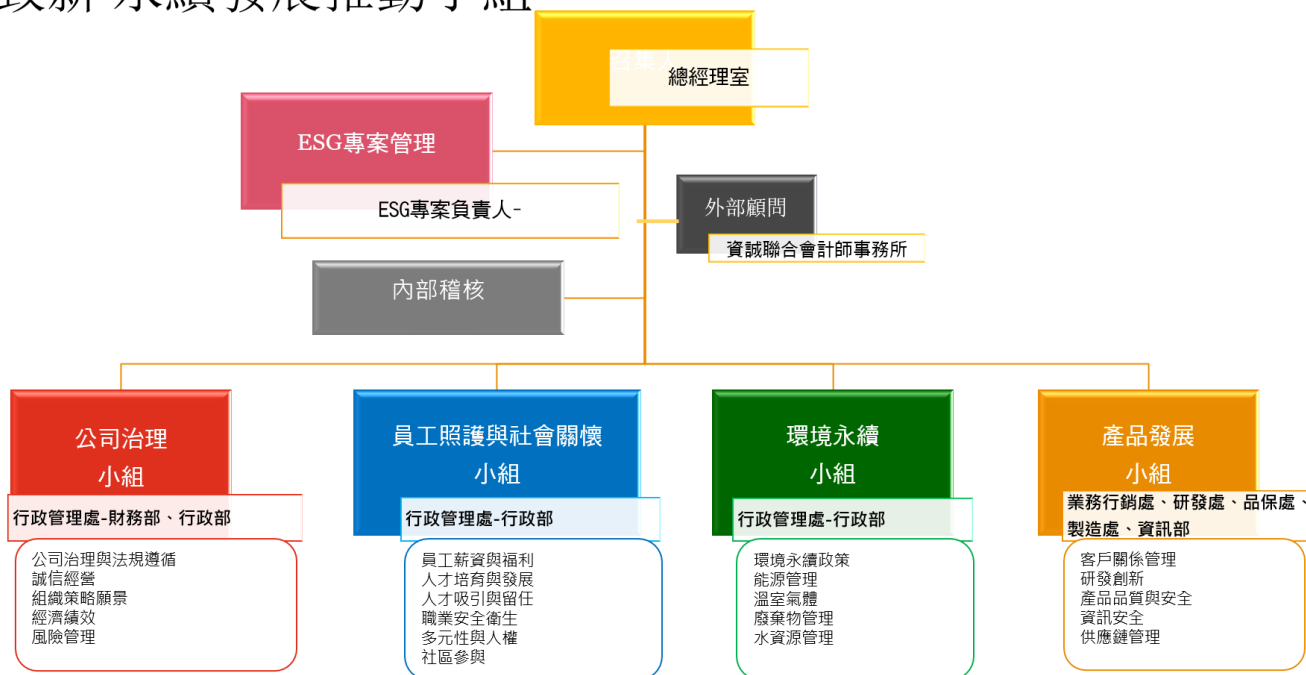 永續發展推動小組
總經理室
ESG專案管理
ESG專案負責人-
外部顧問
資誠聯合會計師事務所
內部稽核
公司治理
小組
行政管理處-財務部、行政部
公司治理與法規遵循
誠信經營
組織策略願景
經濟績效
風險管理
員工照護與社會關懷
小組
行政管理處-行政部
員工薪資與福利
人才培育與發展
人才吸引與留任
職業安全衛生
多元性與人權
社區參與
環境永續
小組
行政管理處-行政部
環境永續政策
能源管理
溫室氣體
廢棄物管理
水資源管理
產品發展
小組
業務行銷處、研發處、品保處、
製造處、資訊部
客戶關係管理
研發創新
產品品質與安全
資訊安全
供應鏈管理